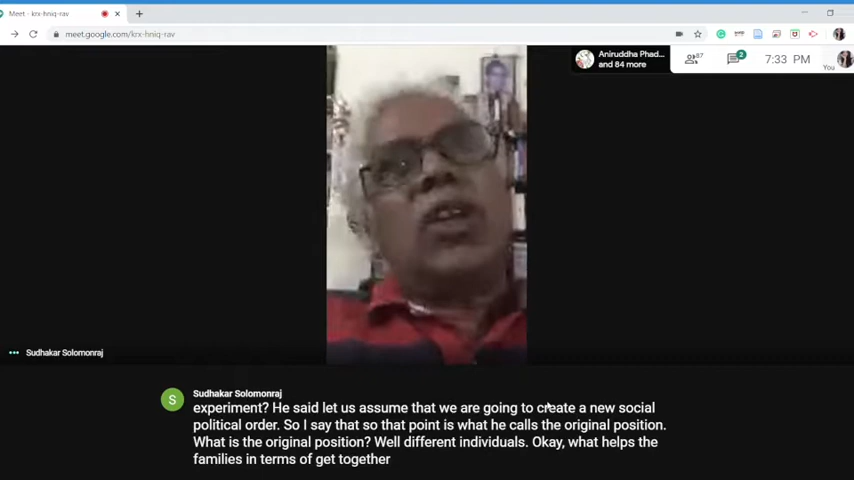 Meet - krx-hniq-rav
meet.google.com/krx-hniq-rav
Aniruddha Phad...
and 84 more
87
2
7:33 PM
You
Sudhakar Solomonraj
S
Sudhakar Solomonraj
experiment? He said let us assume that we are going to create a new social
political order. So I say that so that point is what he calls the original position.
What is the original position? Well different individuals. Okay, what helps the
families in terms of get together